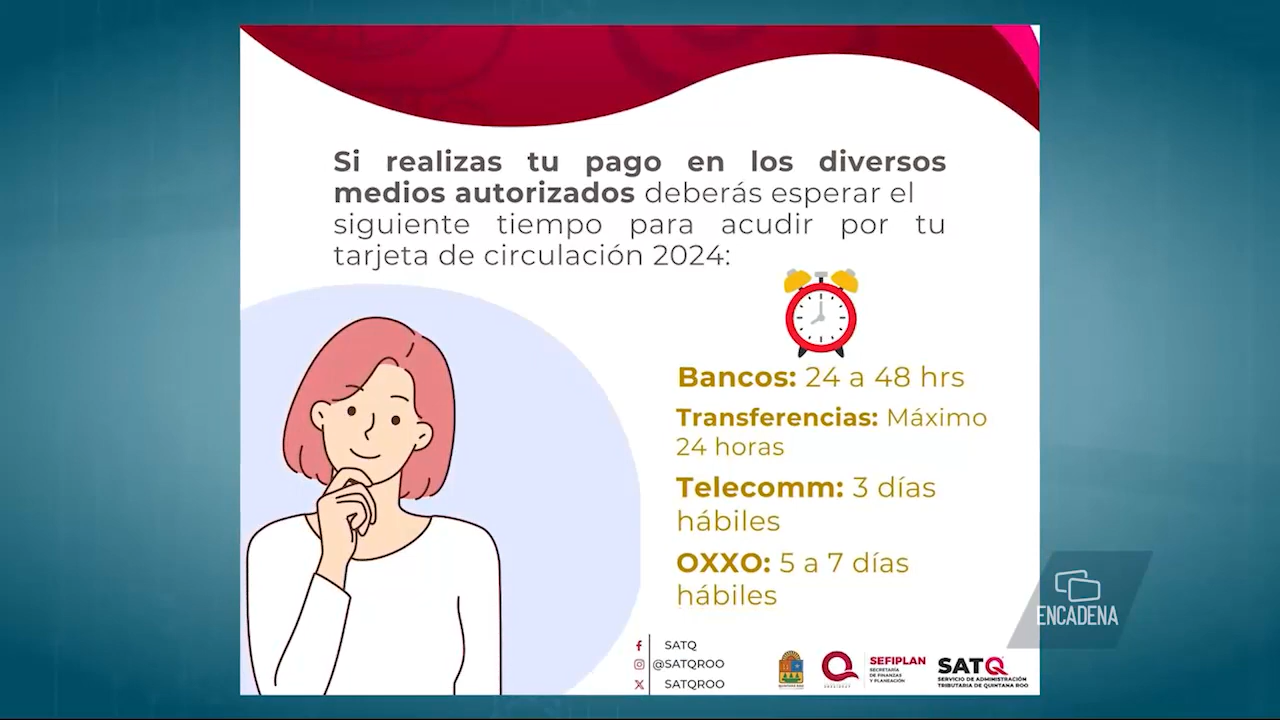 Si realizas tu pago en los diversos
medios autorizados deberás esperar el
siguiente tiempo para acudir por tu
tarjeta de circulación 2024:
Bancos: 24 a 48 hrs
Transferencias: Máximo
24 horas
Telecomm: 3 días
hábiles
OXXO: 5 a 7 días
hábiles
ENCADENA
SATQ
@SATQROO
SATQROO
SEFIPLAN
SECRETARÍA
DE FINANZAS
Y PLANEACIÓN
SATQ
SERVICIO DE ADMINISTRACIÓN
TRIBUTARIA DE QUINTANA ROO